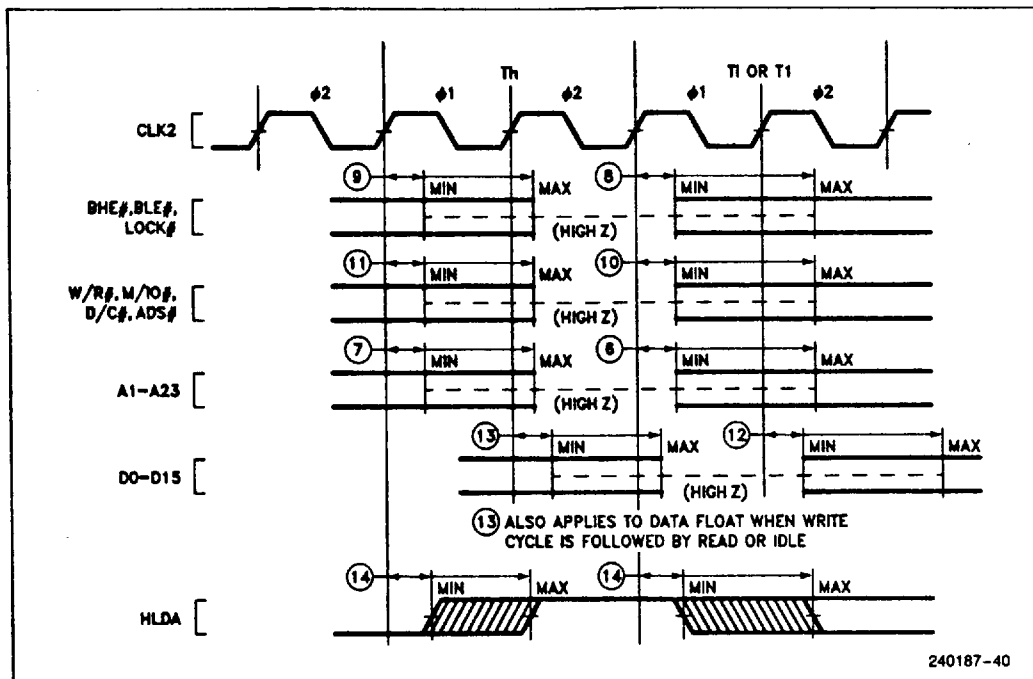 Th
TI OR T1
ϕ2 ϕ1 ϕ2 ϕ1 ϕ2
CLK2
9 MIN MAX 8 MIN MAX
BHE#,BLE#,
LOCK#
(HIGH Z)
11 MIN MAX 10 MIN MAX
W/R#,M/IO#,
D/C#,ADS#
(HIGH Z)
7 MIN MAX 6 MIN MAX
A1-A23
(HIGH Z)
13 MIN MAX 12 MIN MAX
D0-D15
(HIGH Z)
13 ALSO APPLIES TO DATA FLOAT WHEN WRITE
CYCLE IS FOLLOWED BY READ OR IDLE
14 MIN MAX 14 MIN MAX
HLDA
240187-40